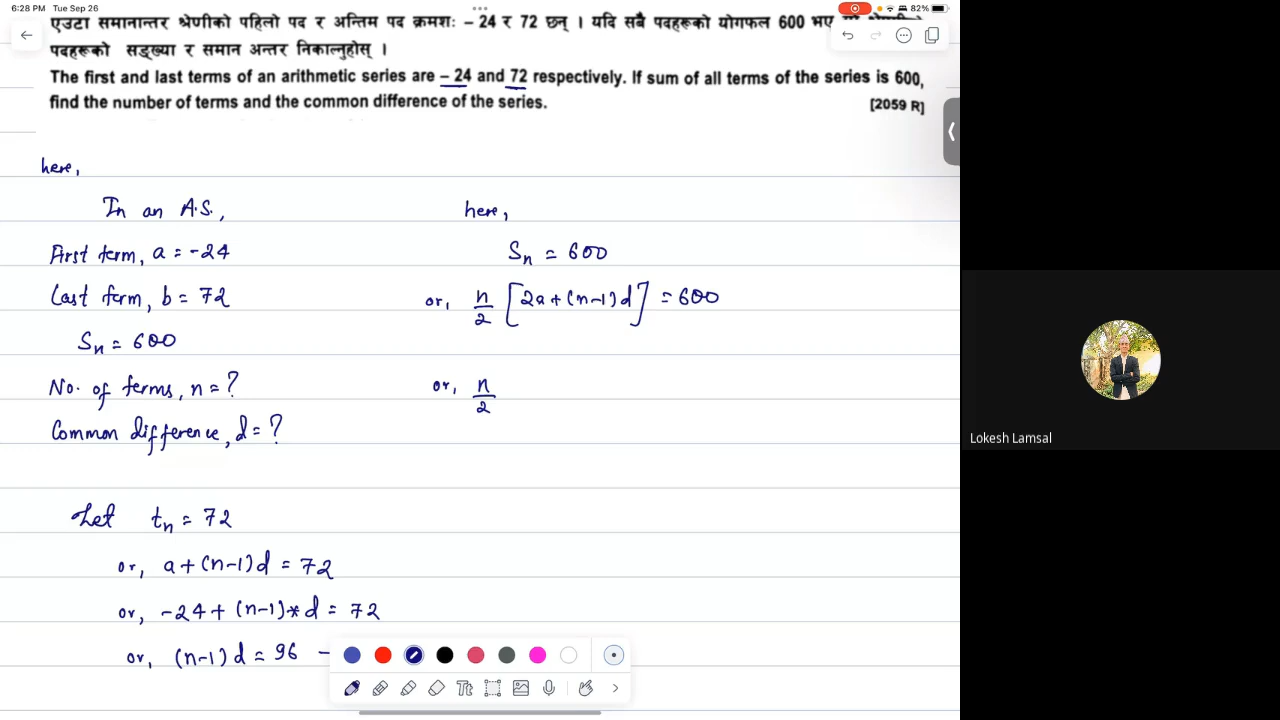 6:28 PM Tue Sep 26
82%
एउटा समानान्तर श्रेणीको पहिलो पद र अन्तिम पद क्रमशः – 24 र 72 छन् । यदि सबै पदहरूको योगफल 600 भए
पदहरूको सङ्ख्या र समान अन्तर निकाल्नुहोस् ।
The first and last terms of an arithmetic series are – 24 and 72 respectively. If sum of all terms of the series is 600,
find the number of terms and the common difference of the series. [2059 R]
here,
In an A.S.,
First term, a = -24
Last term, b = 72
Sn = 600
No. of terms, n = ?
Common difference, d = ?
Let tn = 72
or, a + (n-1)d = 72
or, -24 + (n-1)*d = 72
or, (n-1)d = 96 -
here,
Sn = 600
or, n/2 [2a + (n-1)d] = 600
or, n/2
Tt
Lokesh Lamsal